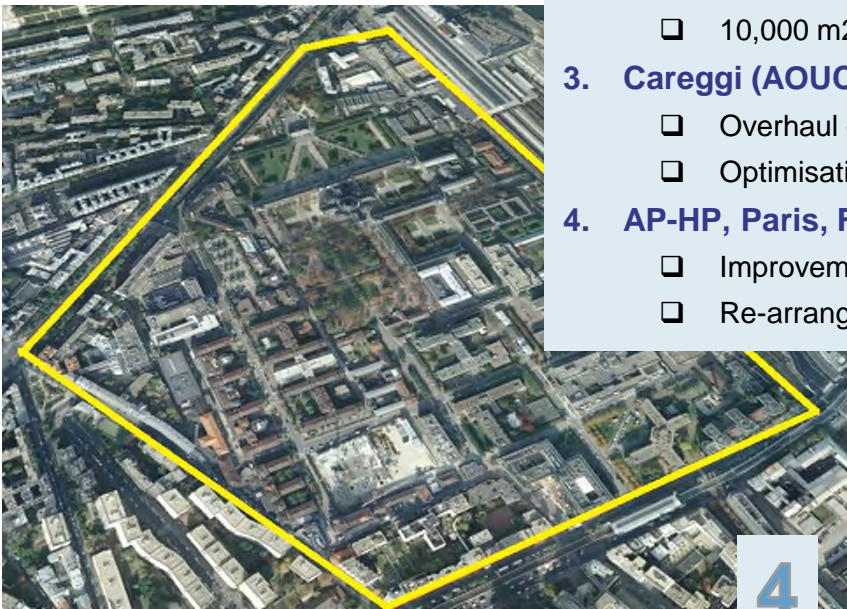 ❑ 10,000 m2
3. Careggi (AOUC
❑ Overhaul
❑ Optimisati
4. AP-HP, Paris, F
❑ Improvem
❑ Re-arrang
4